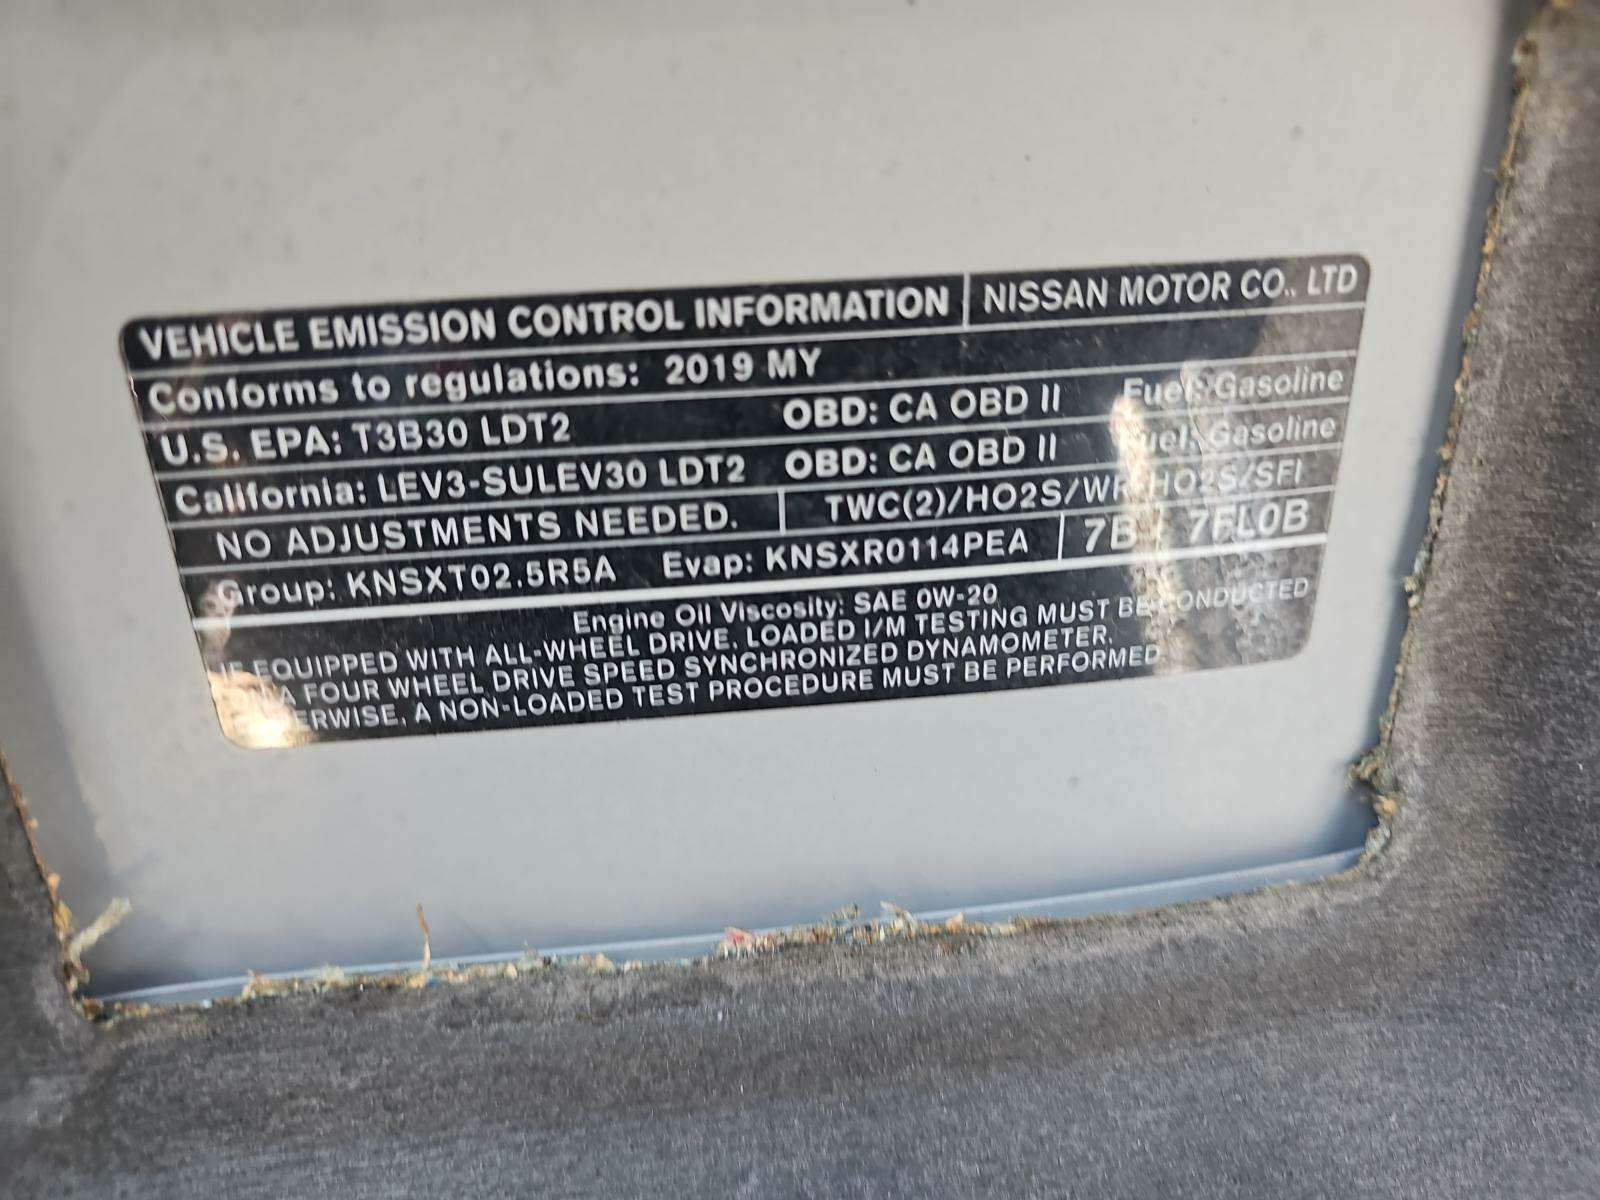 VEHICLE EMISSION CONTROL INFORMATION NISSAN MOTOR CO., LTD
Conforms to regulations: 2019 MY
U.S. EPA: T3B30 LDT2 OBD: CA OBD II Fuel: Gasoline
California: LEV3-SULEV30 LDT2 OBD: CA OBD II Fuel: Gasoline
NO ADJUSTMENTS NEEDED. TWC(2)/HO2S/WR-HO2S/SFI
Group: KNSXT02.5R5A Evap: KNSXR0114PEA 7B 7FL0B
Engine Oil Viscosity: SAE 0W-20
IF EQUIPPED WITH ALL-WHEEL DRIVE, LOADED I/M TESTING MUST BE CONDUCTED
A FOUR WHEEL DRIVE SPEED SYNCHRONIZED DYNAMOMETER.
A NON-LOADED TEST PROCEDURE MUST BE PERFORMED